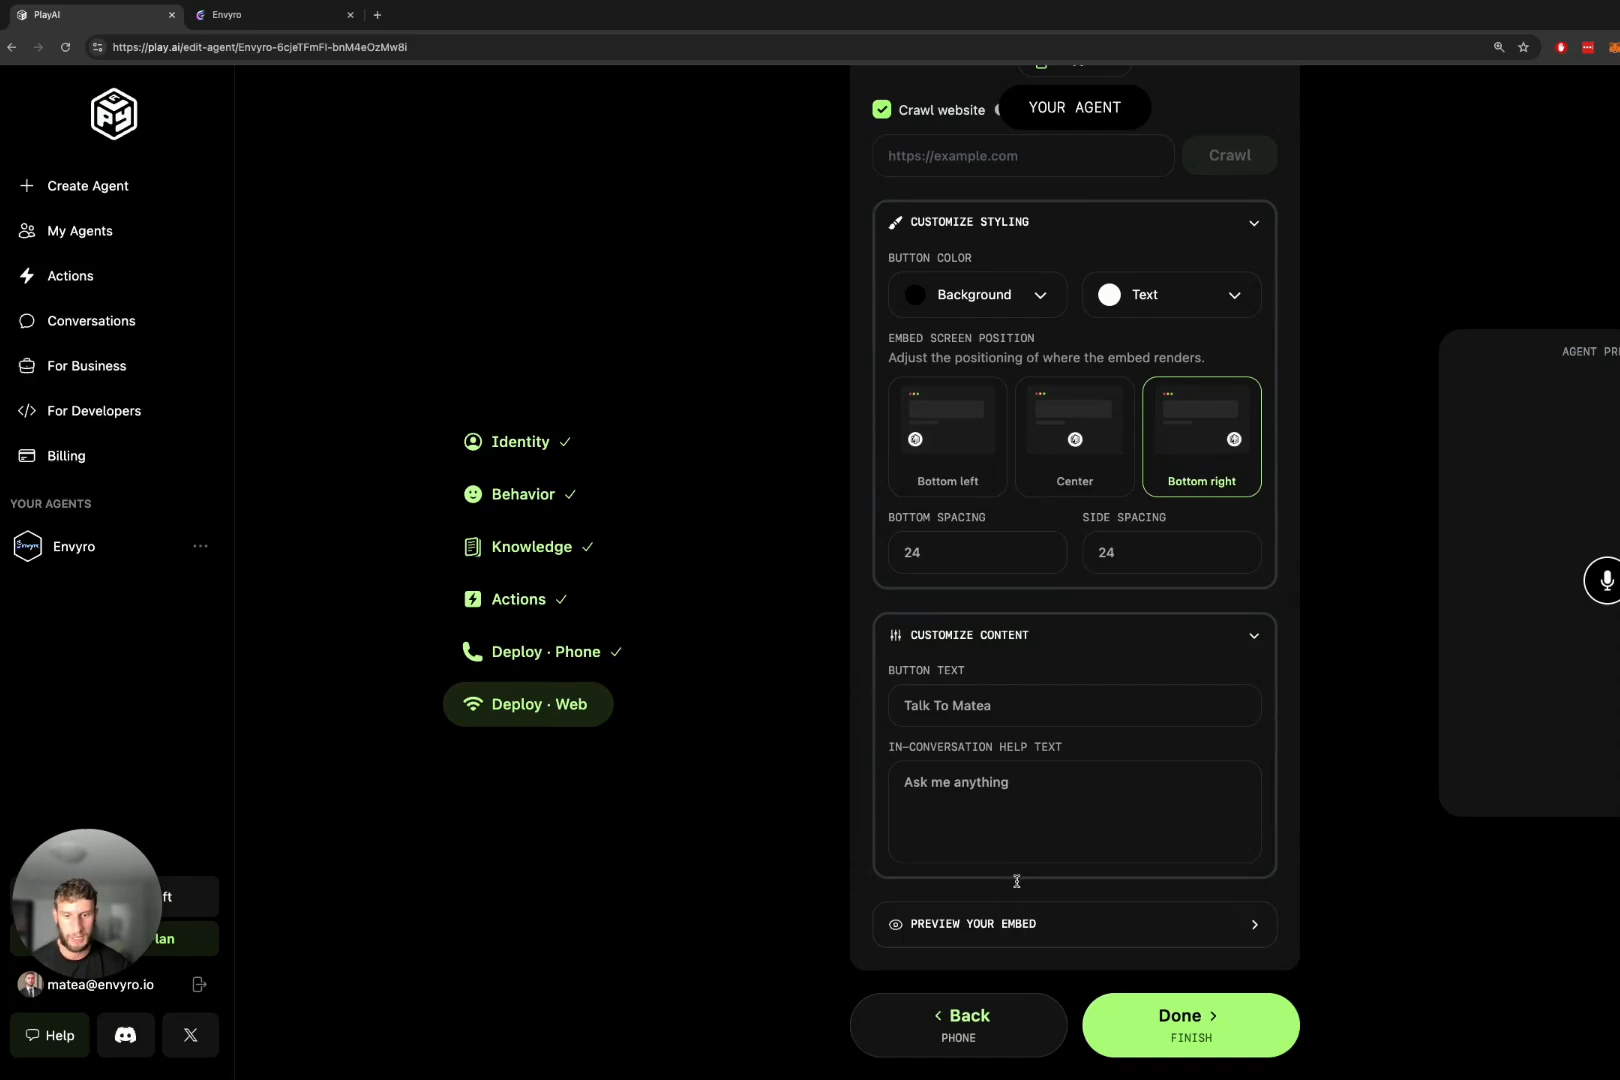 PlayAI
Envyro
https://play.ai/edit-agent/Envyro-6cjeTFmFI-bnM4eOzMw8i
Create Agent
My Agents
Actions
Conversations
For Business
For Developers
Billing
YOUR AGENTS
Envyro
matea@envyro.io
Help
Identity
Behavior
Knowledge
Actions
Deploy · Phone
Deploy · Web
YOUR AGENT
Crawl website
https://example.com
Crawl
CUSTOMIZE STYLING
BUTTON COLOR
Background
Text
EMBED SCREEN POSITION
Adjust the positioning of where the embed renders.
Bottom left
Center
Bottom right
BOTTOM SPACING
SIDE SPACING
24
24
CUSTOMIZE CONTENT
BUTTON TEXT
Talk To Matea
IN-CONVERSATION HELP TEXT
Ask me anything
PREVIEW YOUR EMBED
Back
PHONE
Done
FINISH
AGENT PRE